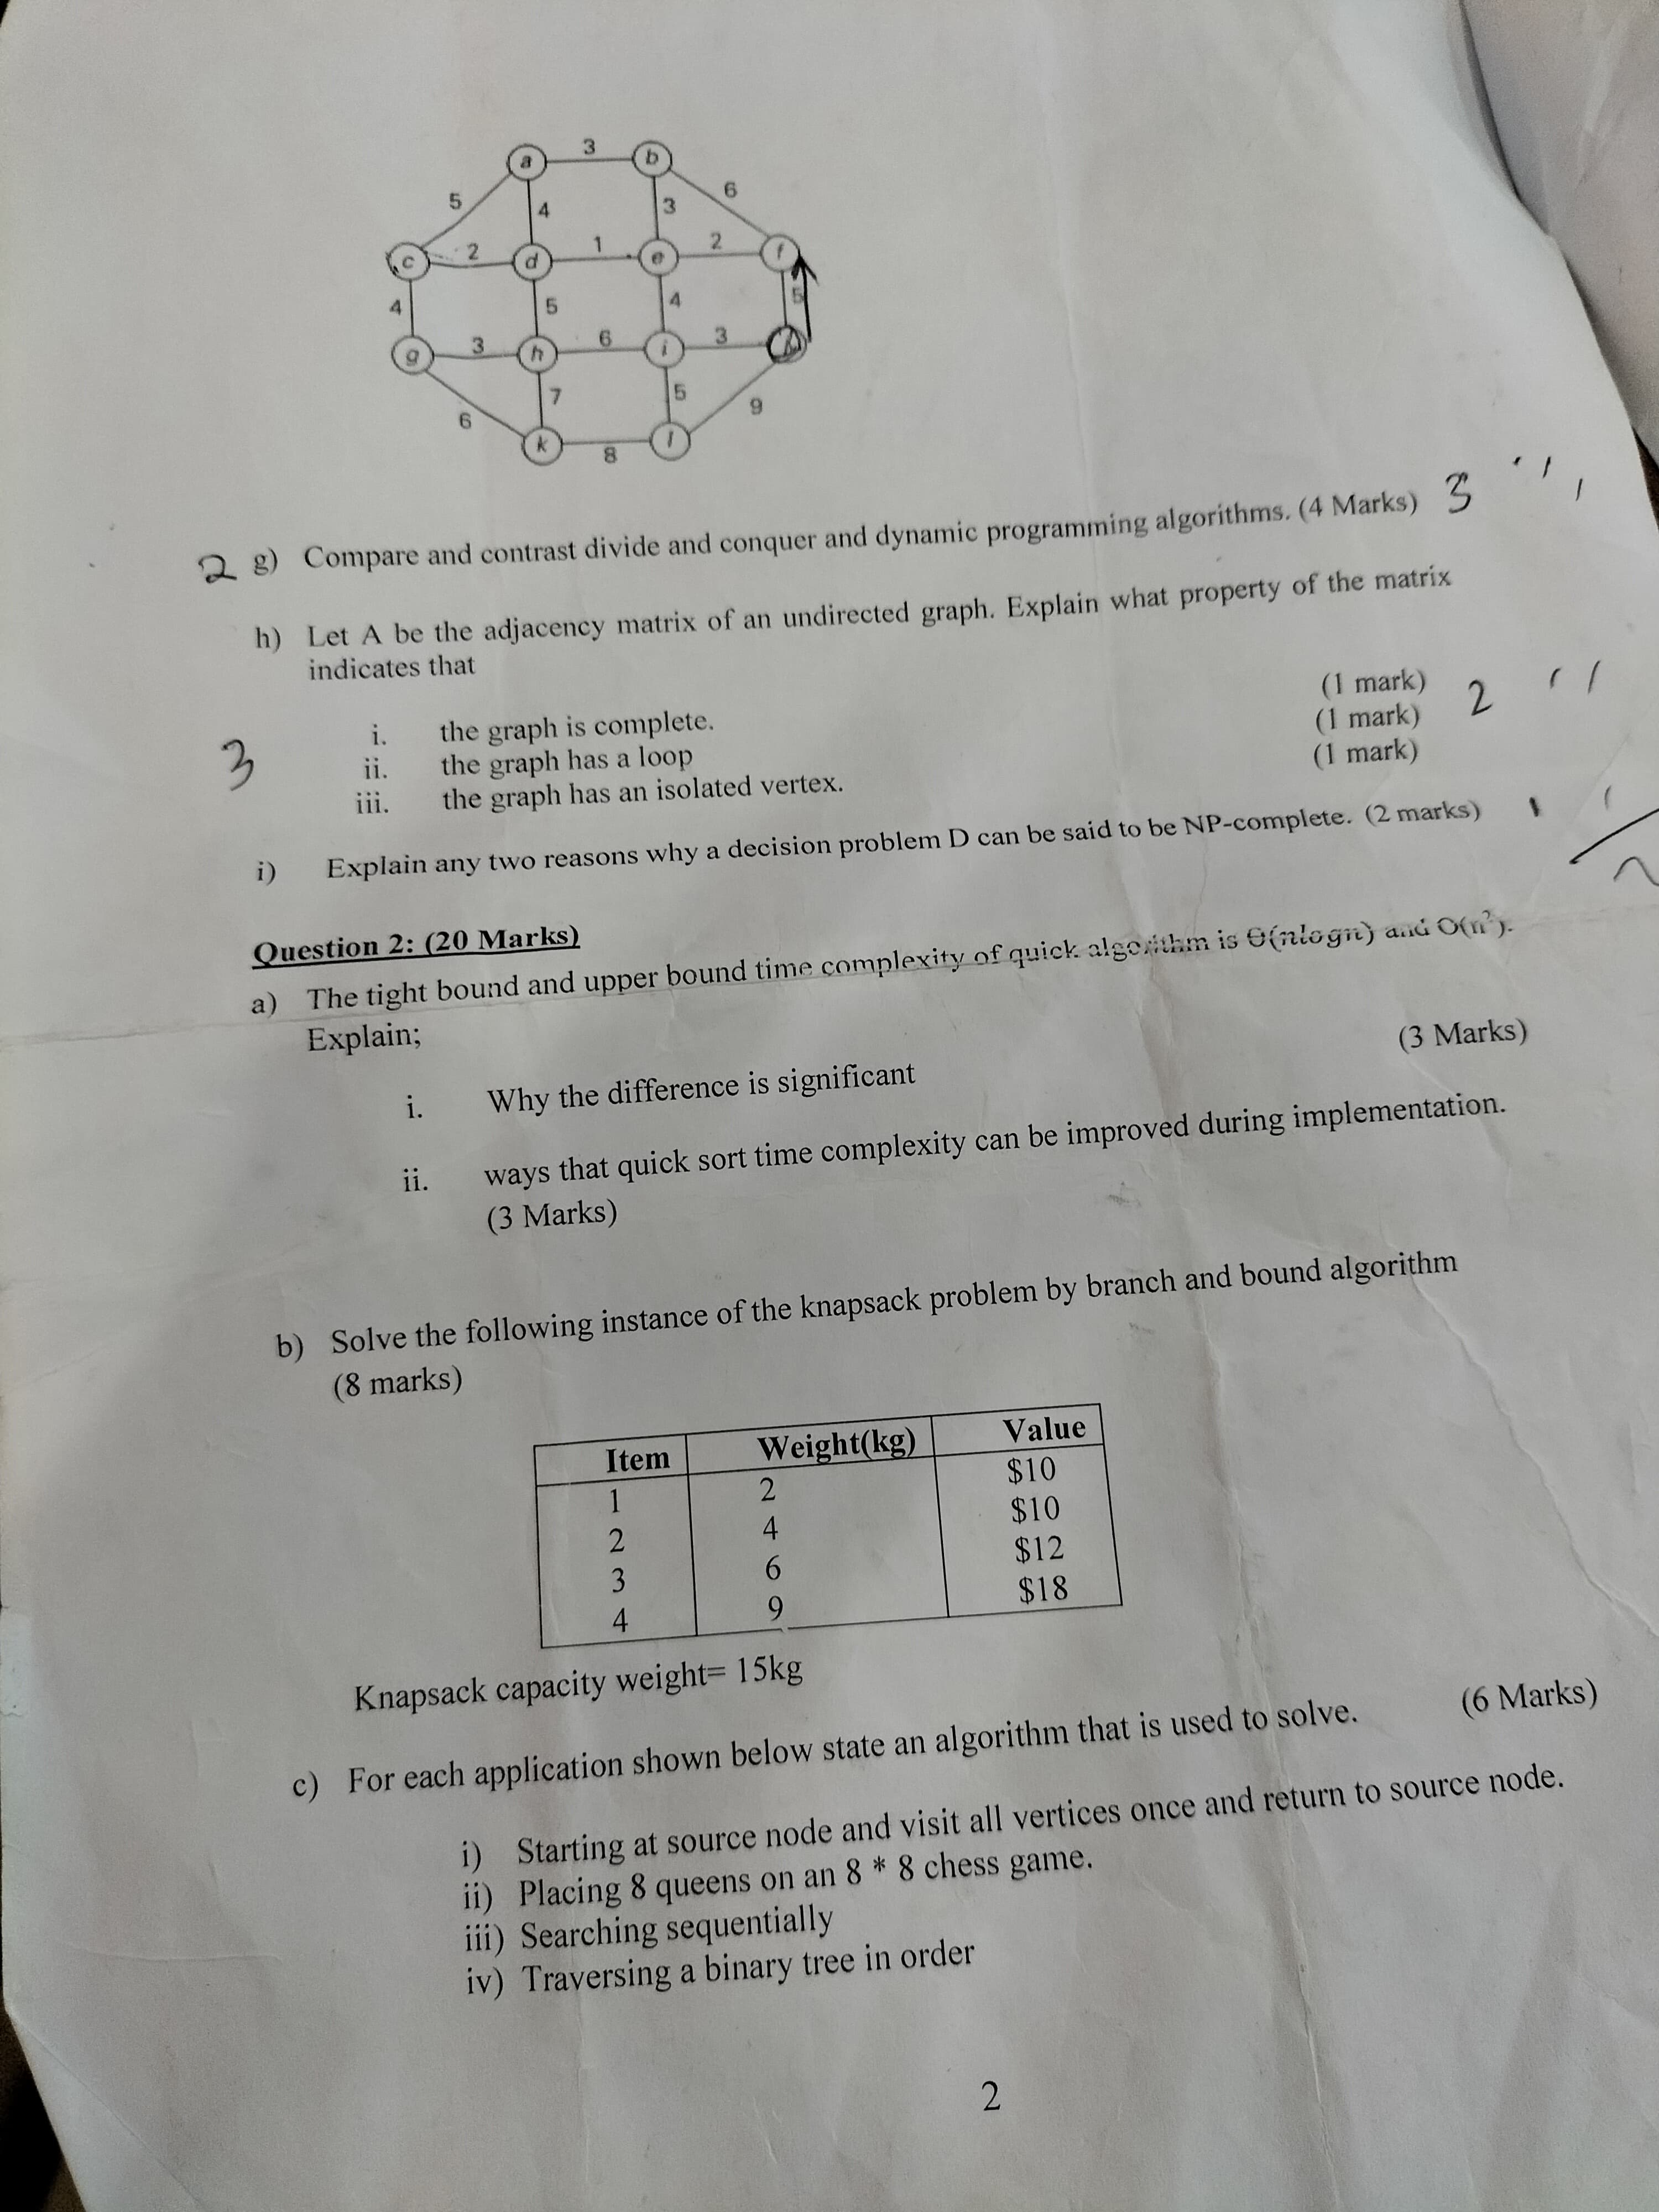 a 3 b
5 4 3 6
c 2 d 1 e 2 f
4 5 4 5
g 3 h 6 i 3
6 7 5 9
k 8 l
2 g) Compare and contrast divide and conquer and dynamic programming algorithms. (4 Marks) 3
h) Let A be the adjacency matrix of an undirected graph. Explain what property of the matrix
indicates that
i. the graph is complete. (1 mark)
ii. the graph has a loop (1 mark) 2
3 iii. the graph has an isolated vertex. (1 mark)
i) Explain any two reasons why a decision problem D can be said to be NP-complete. (2 marks)
Question 2: (20 Marks)
a) The tight bound and upper bound time complexity of quick algorithm is Θ(nlogn) and O(n²).
Explain;
i. Why the difference is significant (3 Marks)
ii. ways that quick sort time complexity can be improved during implementation.
(3 Marks)
b) Solve the following instance of the knapsack problem by branch and bound algorithm
(8 marks)
Item Weight(kg) Value
1 2 $10
2 4 $10
3 6 $12
4 9 $18
Knapsack capacity weight= 15kg
c) For each application shown below state an algorithm that is used to solve. (6 Marks)
i) Starting at source node and visit all vertices once and return to source node.
ii) Placing 8 queens on an 8 * 8 chess game.
iii) Searching sequentially
iv) Traversing a binary tree in order
2